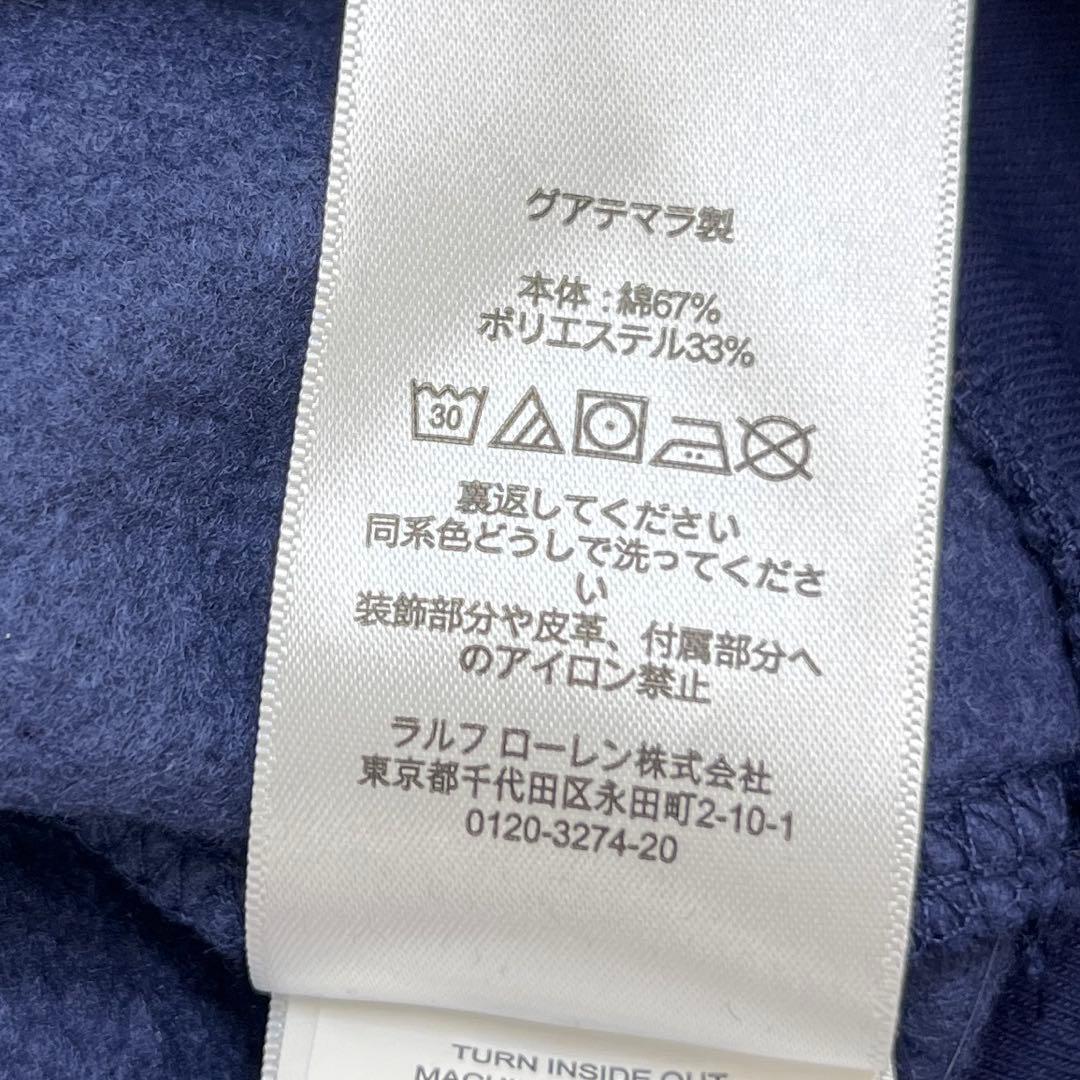 グアテマラ製
本体 : 綿67%
ポリエステル33%
30
裏返してください
同系色どうしで洗ってくださ
い
装飾部分や皮革、付属部分へ
のアイロン禁止
ラルフ ローレン株式会社
東京都千代田区永田町2-10-1
0120-3274-20
TURN INSIDE OUT